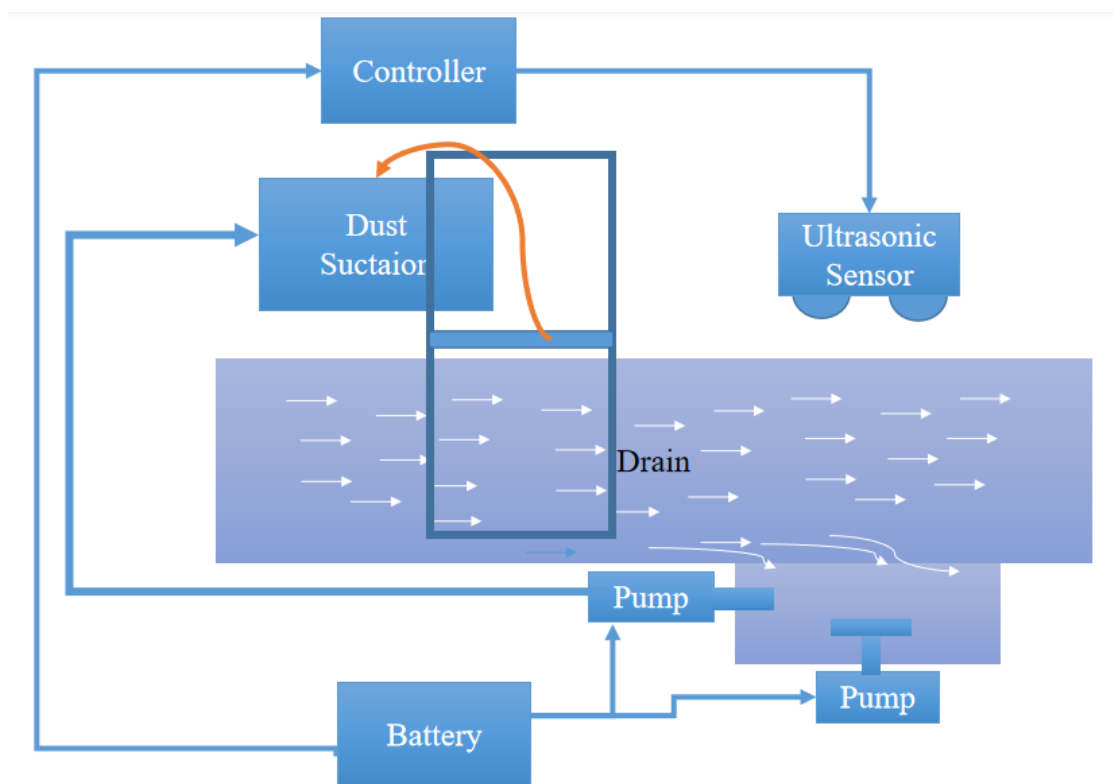 Controller
Dust
Suctaion
Ultrasonic
Sensor
Drain
Pump
Pump
Battery